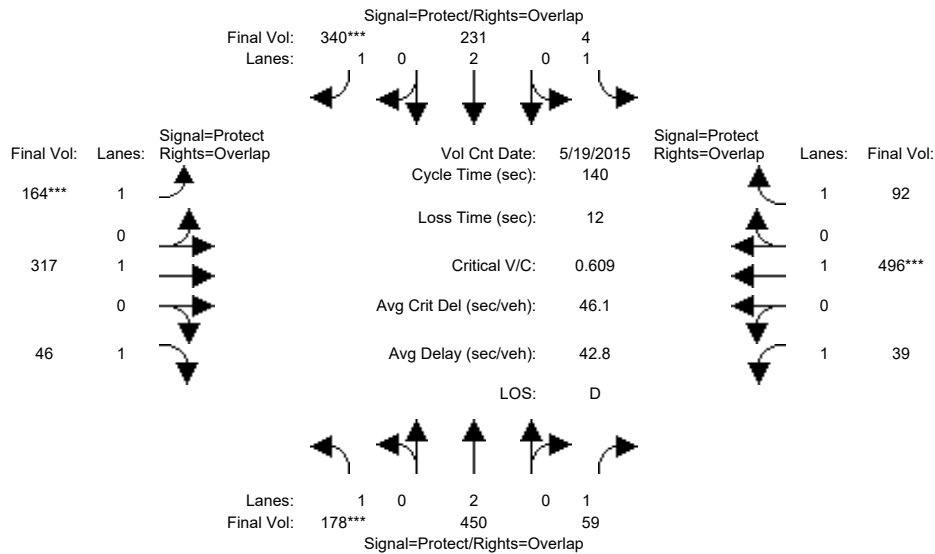 Signal=Protect/Rights=Overlap
Final Vol: 340*** 231 4
Lanes: 1 0 2 0 1
Signal=Protect
Final Vol: Lanes: Rights=Overlap
Vol Cnt Date: 5/19/2015
Signal=Protect
Rights=Overlap Lanes: Final Vol:
Cycle Time (sec): 140
164*** 1
1 92
Loss Time (sec): 12
0
0
317 1
Critical V/C: 0.609
1 496***
0
Avg Crit Del (sec/veh): 46.1
0
46 1
Avg Delay (sec/veh): 42.8
1 39
LOS: D
Lanes: 1 0 2 0 1
Final Vol: 178*** 450 59
Signal=Protect/Rights=Overlap